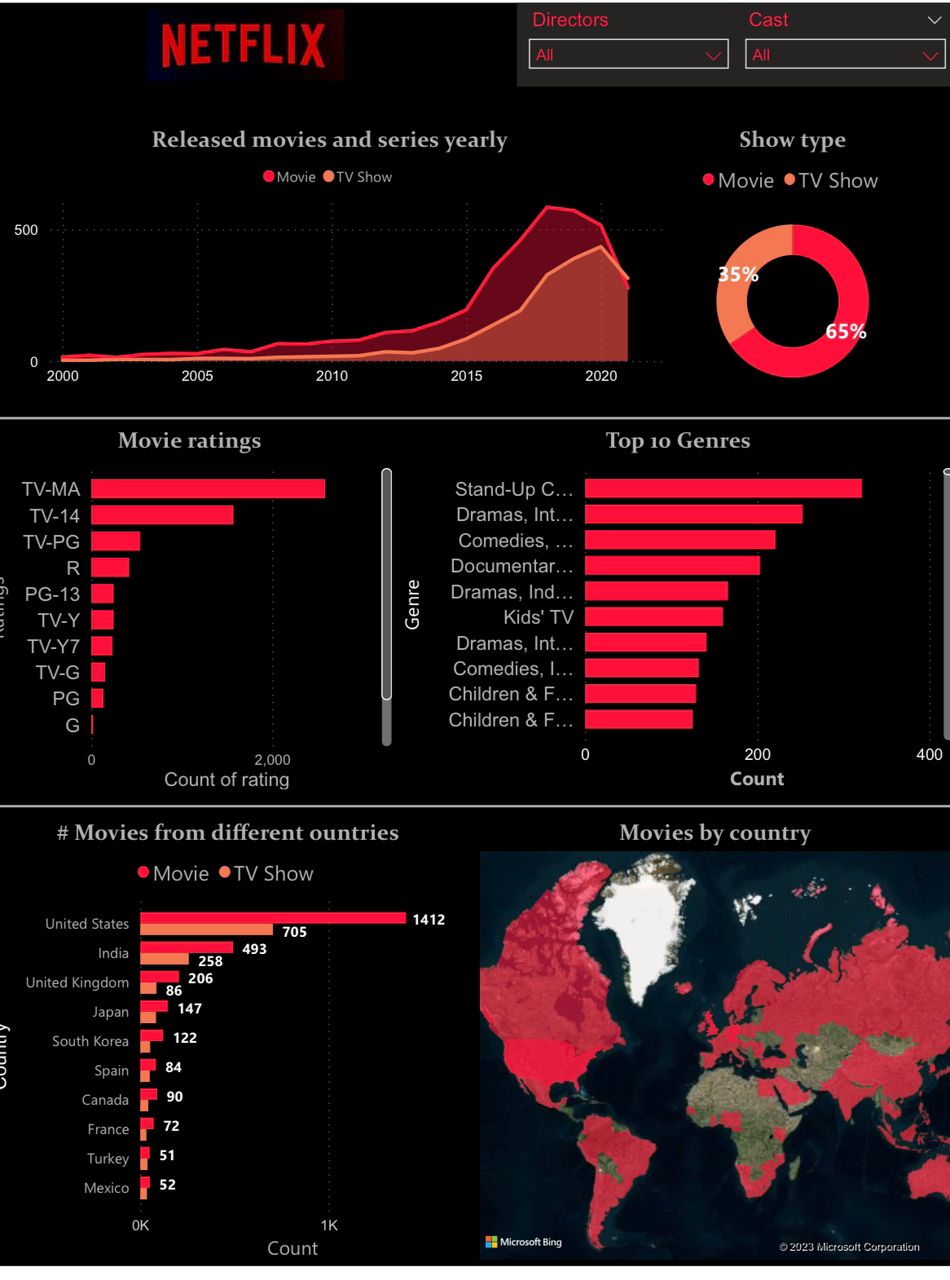 NETFLIX
Directors
Cast
All
All
Released movies and series yearly
Movie TV Show
500
0
2000 2005 2010 2015 2020
Show type
Movie TV Show
35%
65%
Movie ratings
Ratings
TV-MA
TV-14
TV-PG
R
PG-13
TV-Y
TV-Y7
TV-G
PG
G
0 2,000
Count of rating
Top 10 Genres
Genre
Stand-Up C…
Dramas, Int…
Comedies, …
Documentar…
Dramas, Ind…
Kids' TV
Dramas, Int…
Comedies, I…
Children & F…
Children & F…
0 200 400
Count
# Movies from different ountries
Movie TV Show
Country
United States 1412
705
India 493
258
United Kingdom 206
86
Japan 147
South Korea 122
Spain 84
Canada 90
France 72
Turkey 51
Mexico 52
0K 1K
Count
Movies by country
Microsoft Bing
© 2023 Microsoft Corporation